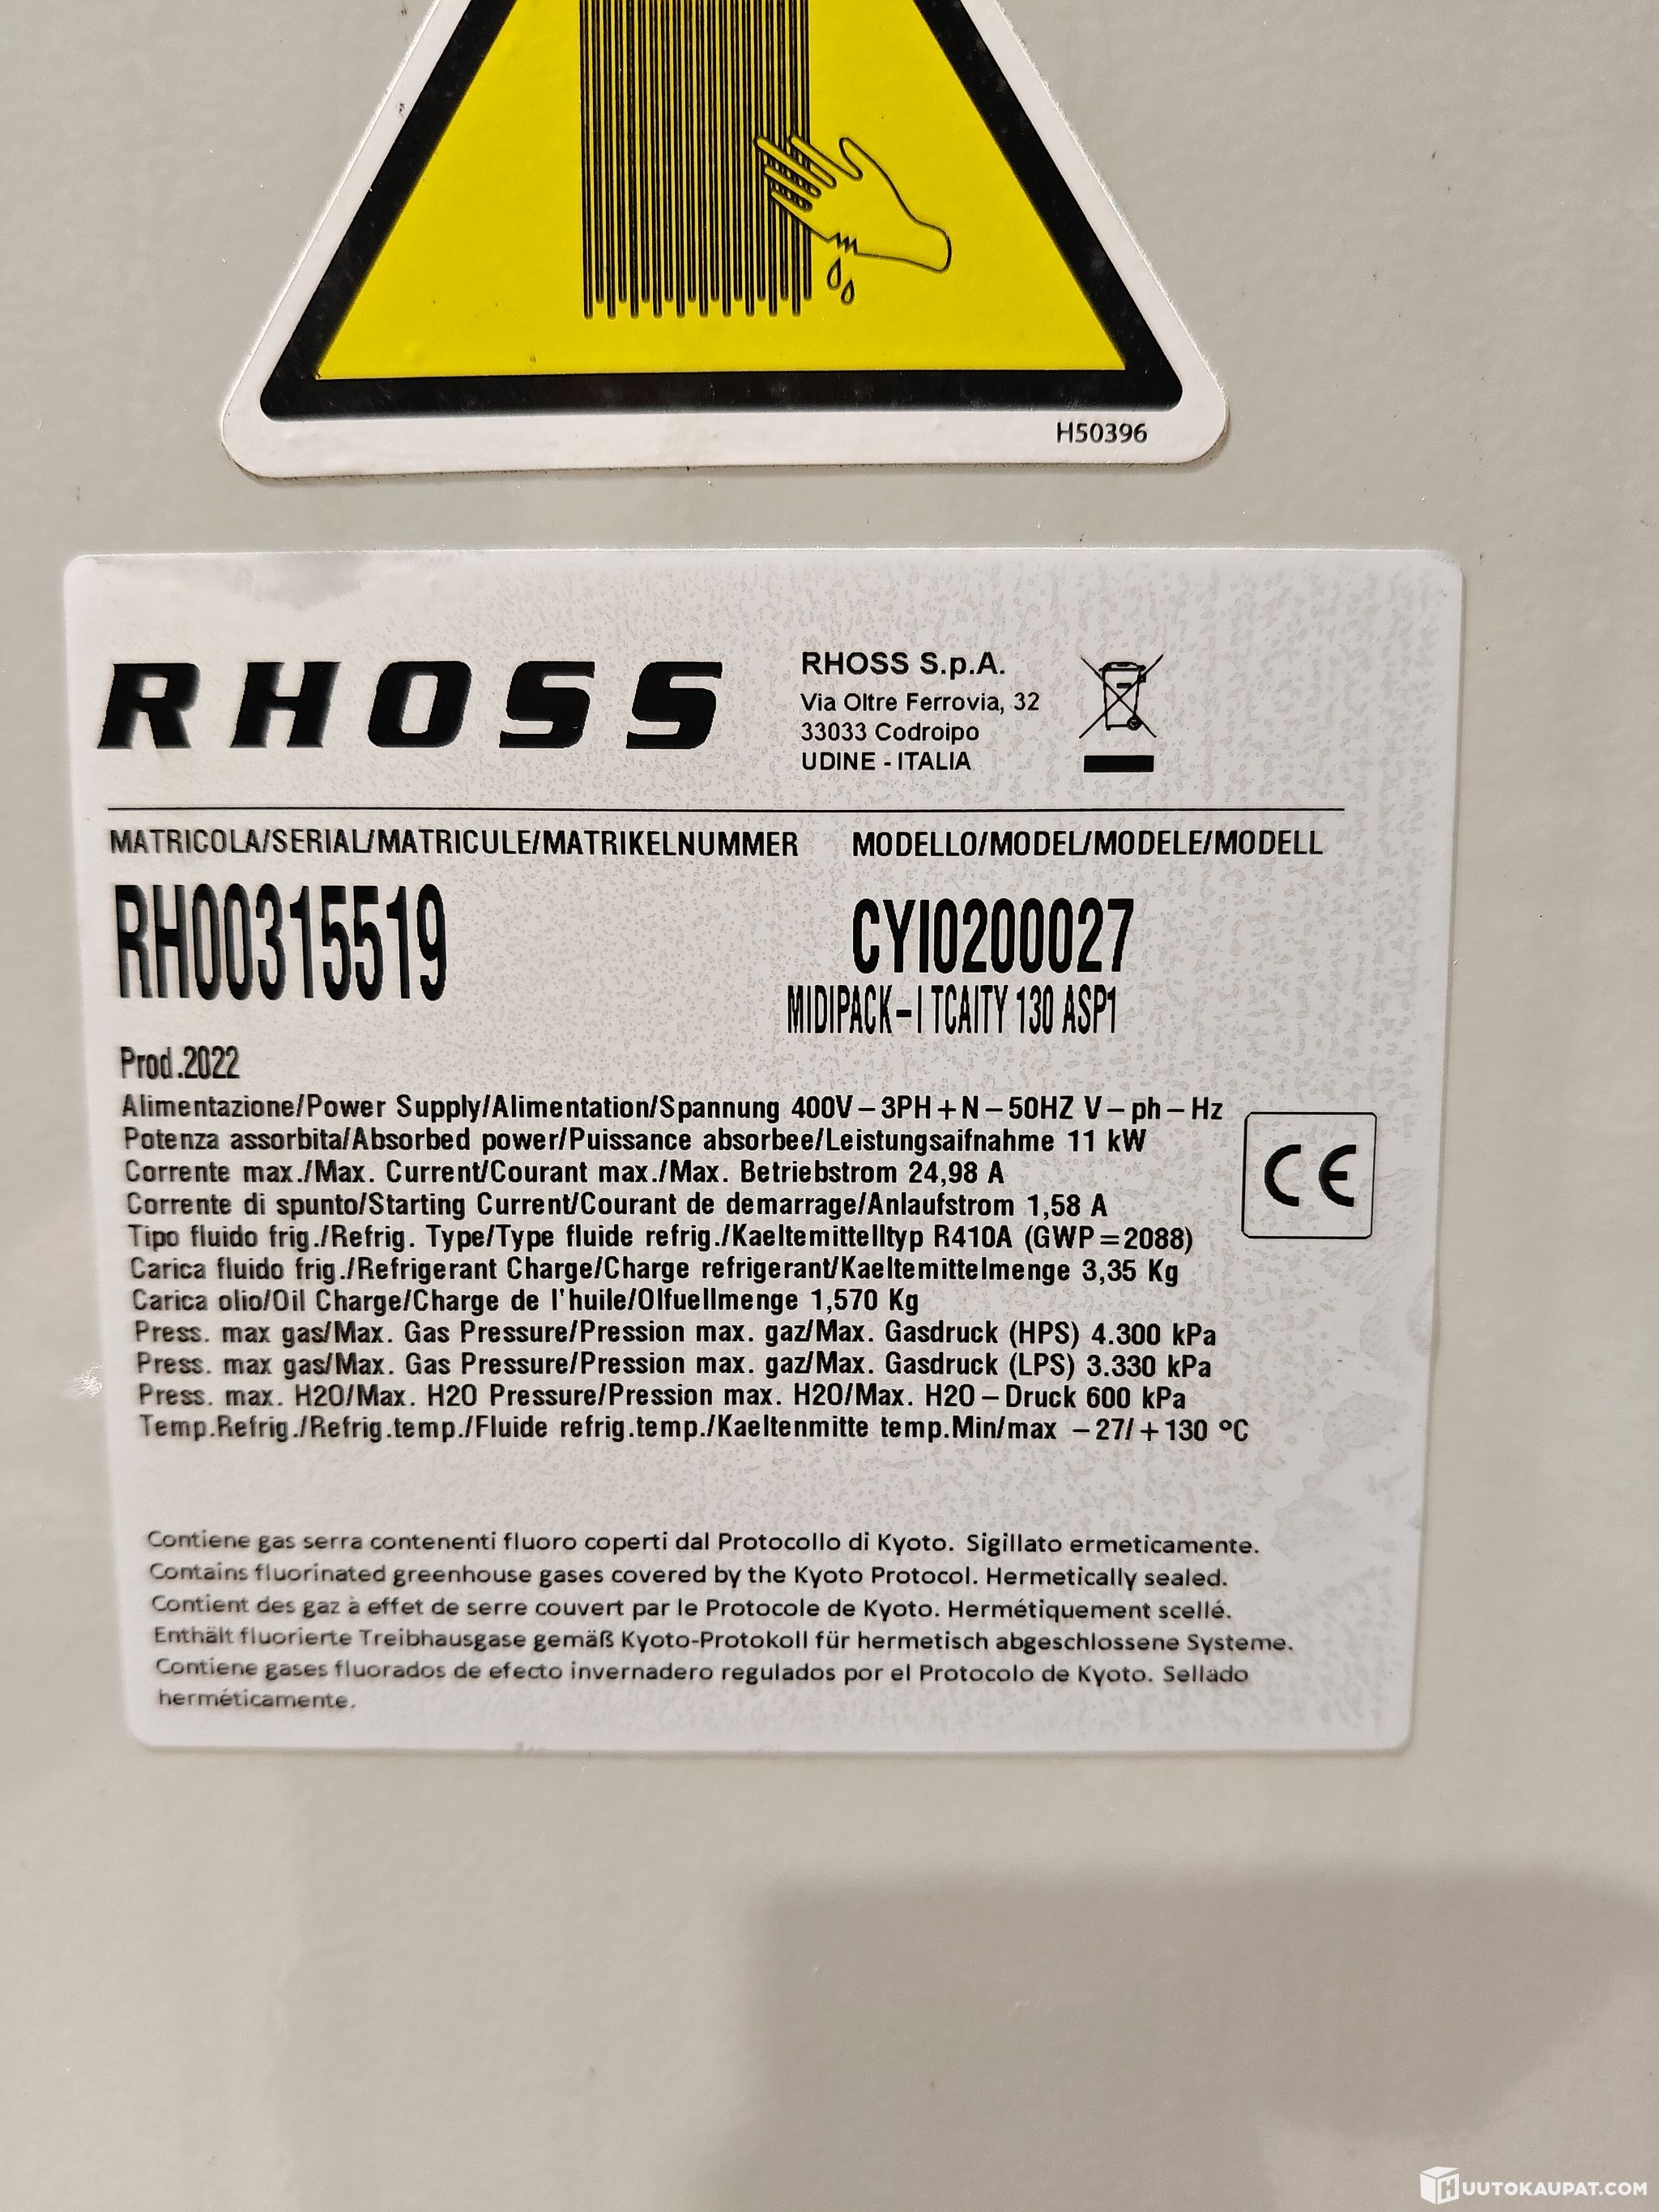 H50396
RHOSS
RHOSS S.p.A.
Via Oltre Ferrovia, 32
33033 Codroipo
UDINE - ITALIA
MATRICOLA/SERIAL/MATRICULE/MATRIKELNUMMER MODELLO/MODEL/MODELE/MODELL
RH00315519 CYI0200027
MIDIPACK-I TCAITY 130 ASP1
Prod.2022
Alimentazione/Power Supply/Alimentation/Spannung 400V-3PH+N-50HZ V-ph-Hz
Potenza assorbita/Absorbed power/Puissance absorbee/Leistungsaifnahme 11 kW
Corrente max./Max. Current/Courant max./Max. Betriebstrom 24,98 A
Corrente di spunto/Starting Current/Courant de demarrage/Anlaufstrom 1,58 A
CE
Tipo fluido frig./Refrig. Type/Type fluide refrig./Kaeltemittelltyp R410A (GWP=2088)
Carica fluido frig./Refrigerant Charge/Charge refrigerant/Kaeltemittelmenge 3,35 Kg
Carica olio/Oil Charge/Charge de l'huile/Olfuellmenge 1,570 Kg
Press. max gas/Max. Gas Pressure/Pression max. gaz/Max. Gasdruck (HPS) 4.300 kPa
Press. max gas/Max. Gas Pressure/Pression max. gaz/Max. Gasdruck (LPS) 3.330 kPa
Press. max. H2O/Max. H2O Pressure/Pression max. H2O/Max. H2O-Druck 600 kPa
Temp.Refrig./Refrig.temp./Fluide refrig.temp./Kaeltenmitte temp.Min/max -27/+130 °C
Contiene gas serra contenenti fluoro coperti dal Protocollo di Kyoto. Sigillato ermeticamente.
Contains fluorinated greenhouse gases covered by the Kyoto Protocol. Hermetically sealed.
Contient des gaz à effet de serre couvert par le Protocole de Kyoto. Hermétiquement scellé.
Enthält fluorierte Treibhausgase gemäß Kyoto-Protokoll für hermetisch abgeschlossene Systeme.
Contiene gases fluorados de efecto invernadero regulados por el Protocolo de Kyoto. Sellado
herméticamente.
HUUTOKAUPAT.COM